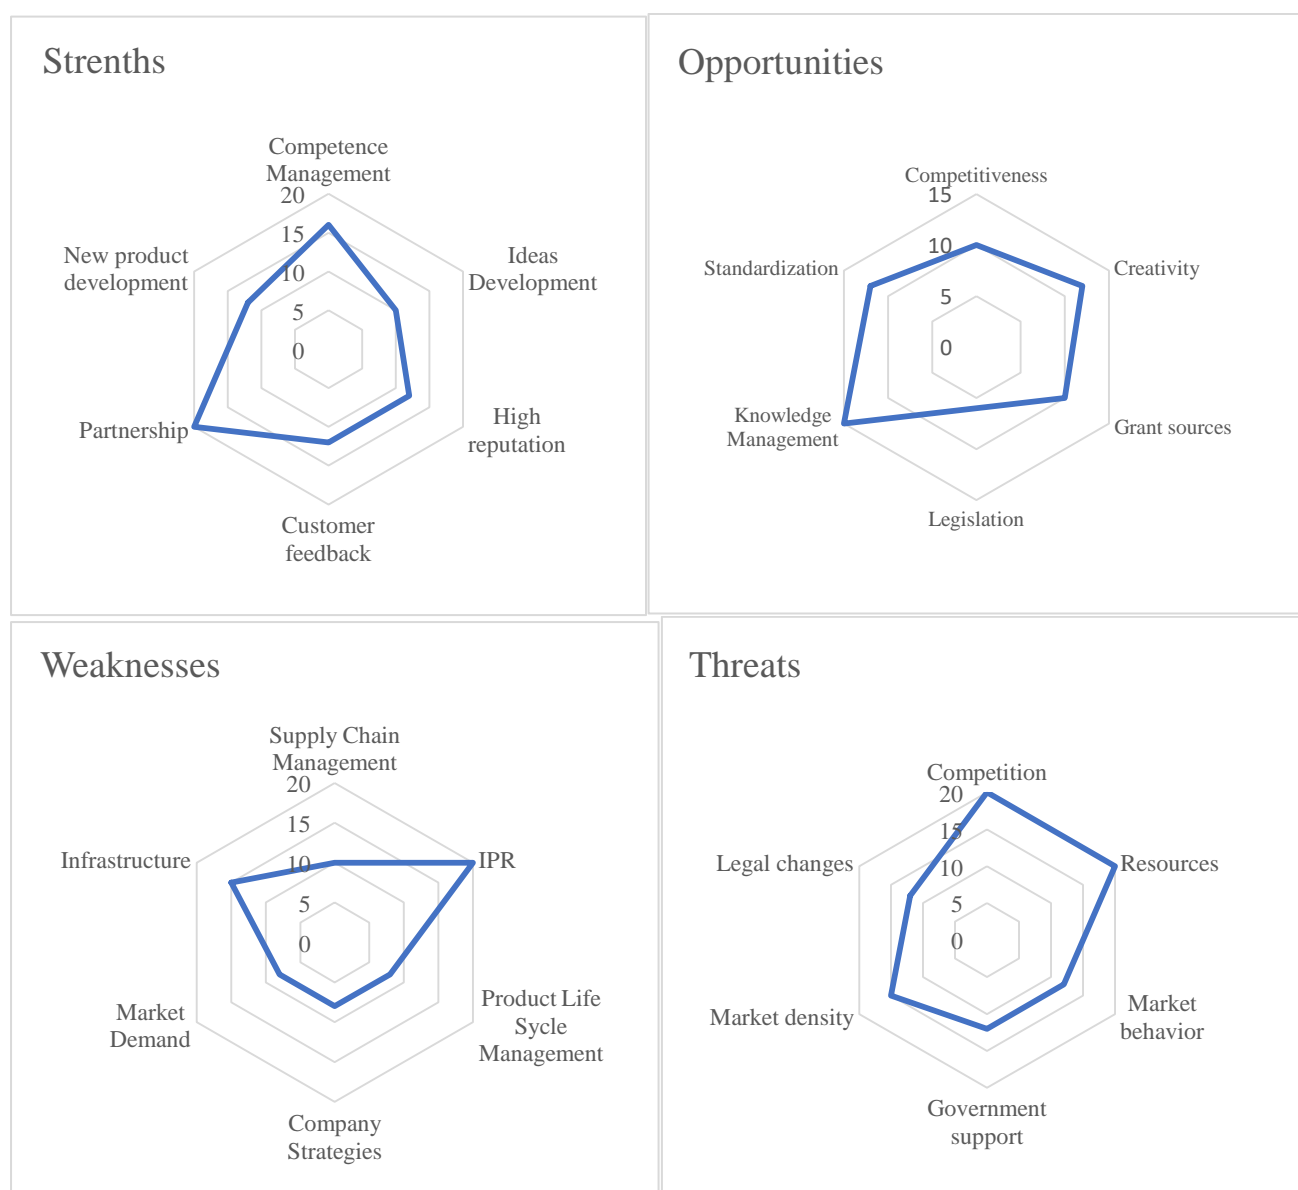 Strenths
Competence
Management
20
15
10
5
0
Ideas
Development
High
reputation
Customer
feedback
Partnership
New product
development
Opportunities
Competitiveness
15
10
5
0
Creativity
Grant sources
Legislation
Knowledge
Management
Standardization
Weaknesses
Supply Chain
Management
20
15
10
5
0
IPR
Product Life
Sycle
Management
Company
Strategies
Market
Demand
Infrastructure
Threats
Competition
20
15
10
5
0
Resources
Market
behavior
Government
support
Market density
Legal changes